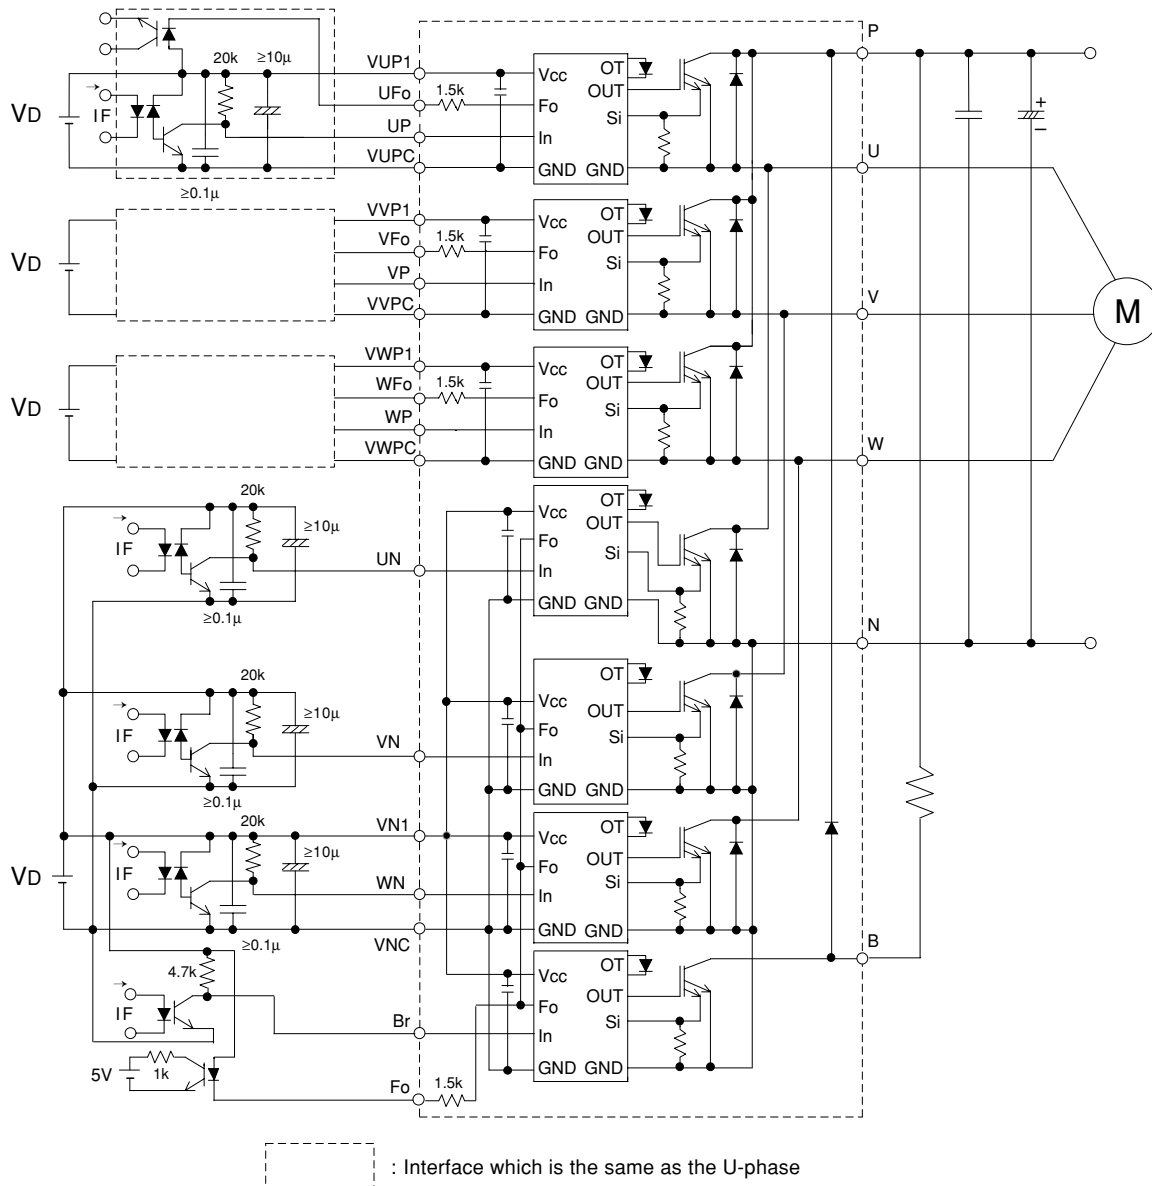 P
20k
≥10µ
VUP1
Vcc
OT
OUT
VD
IF
UFo
1.5k
Fo
Si
+
−
UP
In
VUPC
GND
GND
U
≥0.1µ
VVP1
Vcc
OT
OUT
VD
VFo
1.5k
Fo
Si
VP
In
VVPC
GND
GND
V
M
VWP1
Vcc
OT
OUT
VD
WFo
1.5k
Fo
Si
WP
In
VWPC
GND
GND
W
20k
≥10µ
IF
Vcc
OT
OUT
Fo
Si
UN
In
GND
GND
≥0.1µ
N
20k
≥10µ
IF
Vcc
OT
OUT
Fo
Si
VN
In
GND
GND
≥0.1µ
20k
≥10µ
VN1
Vcc
OT
OUT
VD
IF
Fo
Si
WN
In
GND
GND
VNC
≥0.1µ
B
4.7k
IF
Vcc
OT
OUT
Fo
Si
Br
In
GND
GND
5V
1k
Fo
1.5k
: Interface which is the same as the U-phase